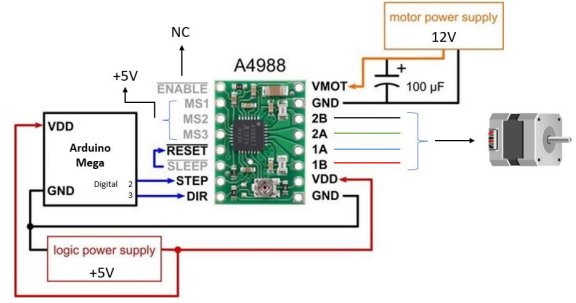 motor power supply
12V
NC
A4988
+5V
ENABLE
MS1
MS2
MS3
RESET
SLEEP
STEP
DIR
VMOT
GND
2B
2A
1A
1B
VDD
GND
+
100 µF
VDD
Arduino
Mega
GND
Digital 2
3
logic power supply
+5V